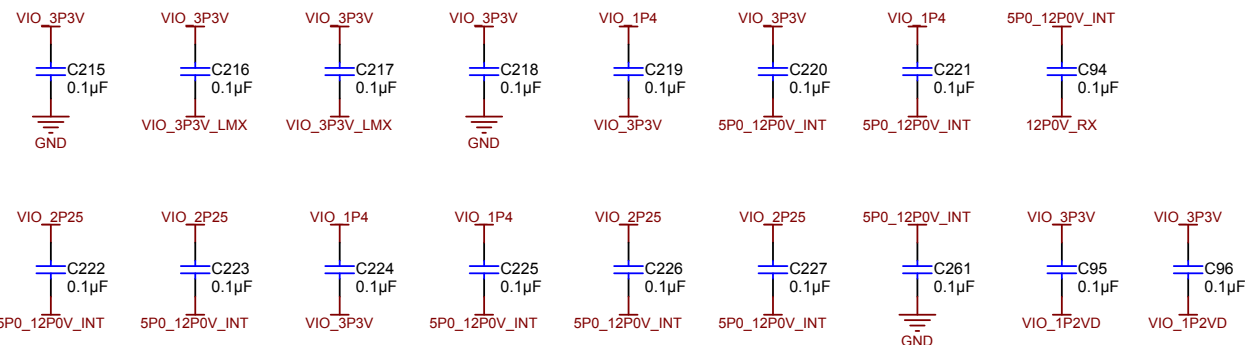 VIO_3P3V VIO_3P3V VIO_3P3V VIO_3P3V VIO_1P4 VIO_3P3V VIO_1P4 5P0_12P0V_INT
C215 C216 C217 C218 C219 C220 C221 C94
0.1µF 0.1µF 0.1µF 0.1µF 0.1µF 0.1µF 0.1µF 0.1µF
VIO_3P3V_LMX VIO_3P3V_LMX VIO_3P3V 5P0_12P0V_INT 5P0_12P0V_INT 12P0V_RX
GND GND
VIO_2P25 VIO_2P25 VIO_1P4 VIO_1P4 VIO_2P25 VIO_2P25 5P0_12P0V_INT VIO_3P3V VIO_3P3V
C222 C223 C224 C225 C226 C227 C261 C95 C96
0.1µF 0.1µF 0.1µF 0.1µF 0.1µF 0.1µF 0.1µF 0.1µF 0.1µF
5P0_12P0V_INT 5P0_12P0V_INT VIO_3P3V 5P0_12P0V_INT 5P0_12P0V_INT 5P0_12P0V_INT VIO_1P2VD VIO_1P2VD
GND